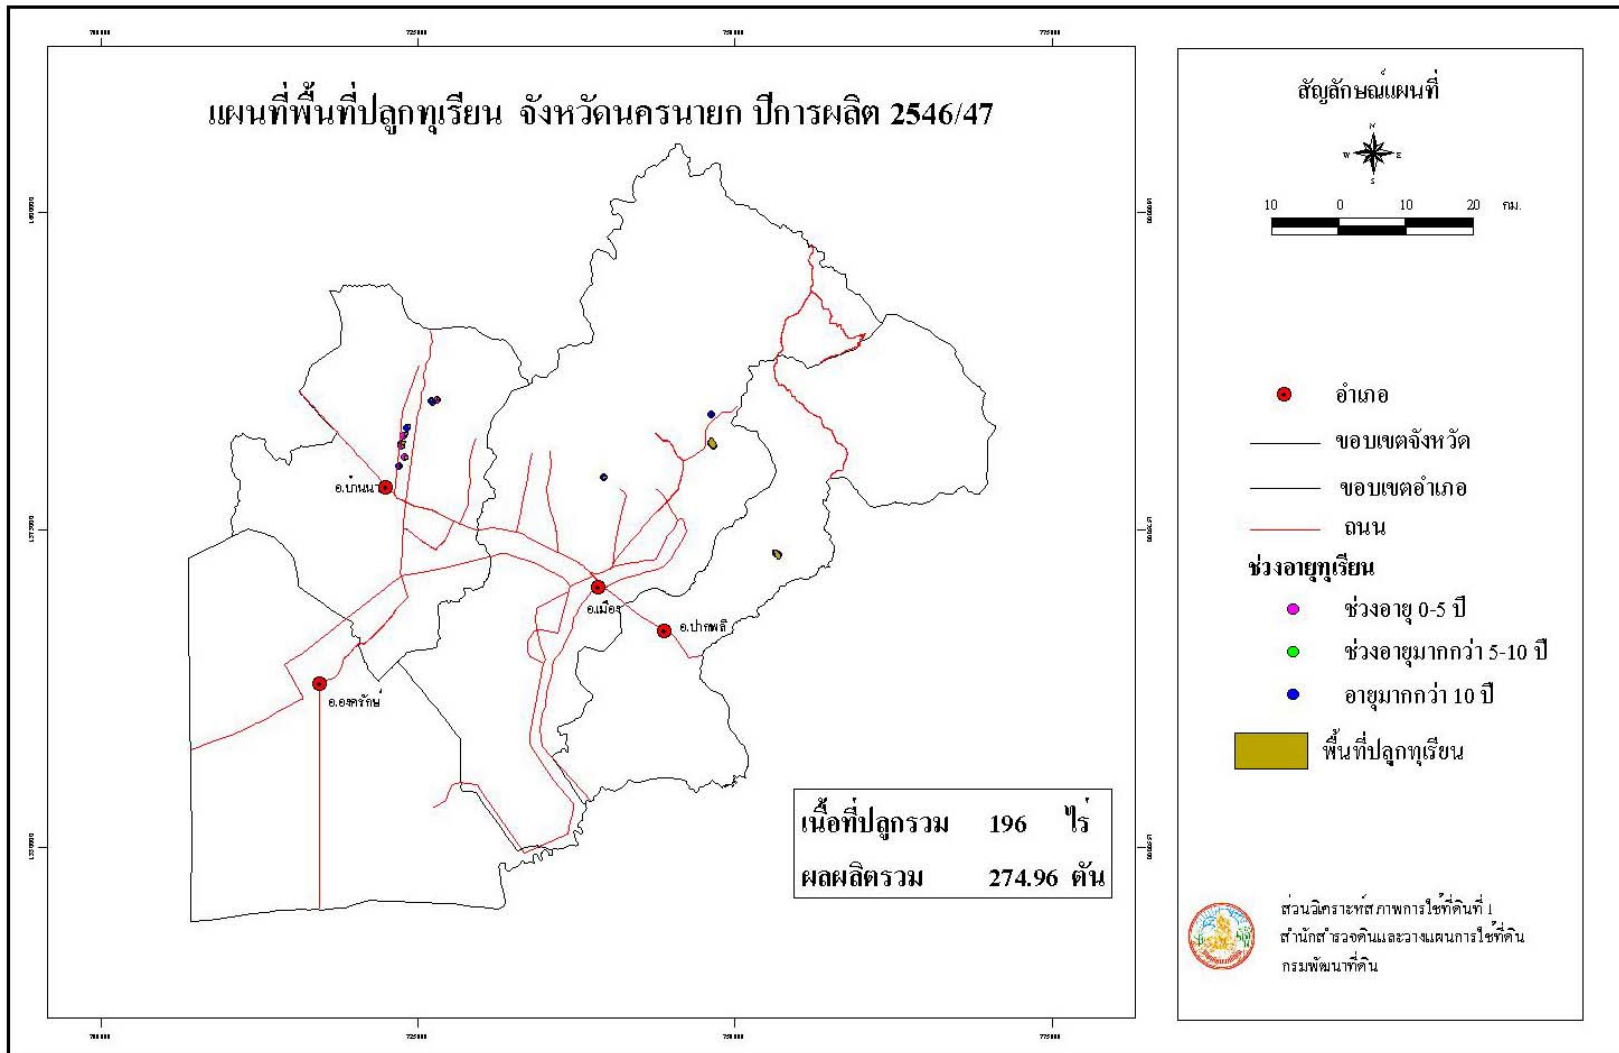 700000 725000 750000 775000
แผนที่พื้นที่ปลูกทุเรียน จังหวัดนครนายก ปีการผลิต 2546/47
อ.บ้านนา
อ.เมือง
อ.ปากพลี
อ.องครักษ์
เนื้อที่ปลูกรวม 196 ไร่
ผลผลิตรวม 274.96 ตัน
700000 725000 750000 775000
สัญลักษณ์แผนที่
N
W E
S
10 0 10 20 กม.
อำเภอ
ขอบเขตจังหวัด
ขอบเขตอำเภอ
ถนน
ช่วงอายุทุเรียน
ช่วงอายุ 0-5 ปี
ช่วงอายุมากกว่า 5-10 ปี
อายุมากกว่า 10 ปี
พื้นที่ปลูกทุเรียน
ส่วนวิเคราะห์สภาพการใช้ที่ดินที่ 1
สำนักสำรวจดินและวางแผนการใช้ที่ดิน
กรมพัฒนาที่ดิน